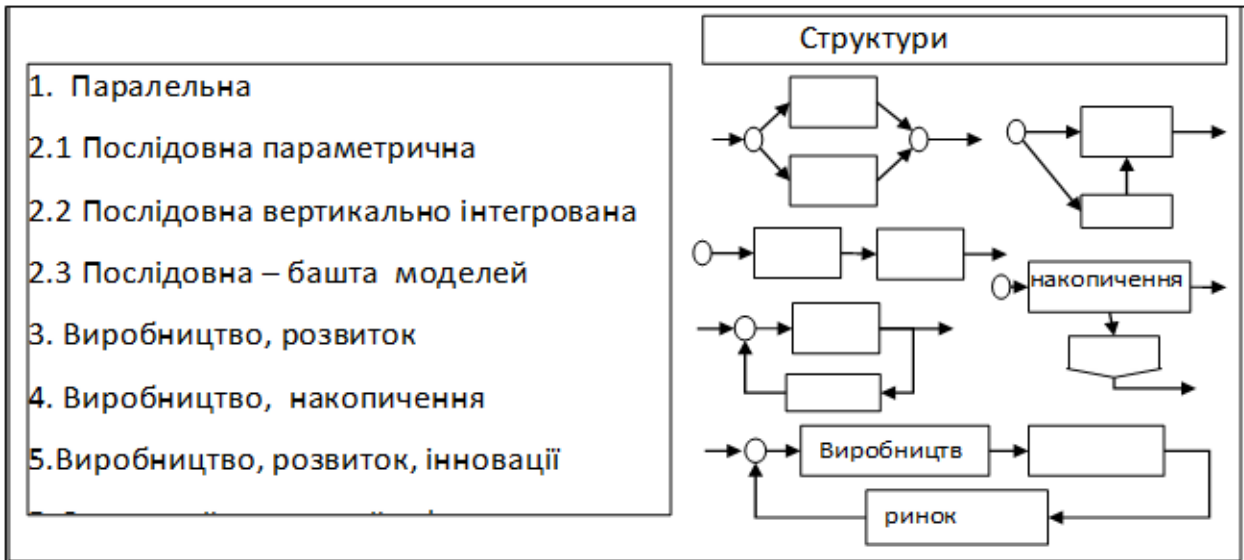 Структури
1. Паралельна
2.1 Послідовна параметрична
2.2 Послідовна вертикально інтегрована
2.3 Послідовна – башта моделей
3. Виробництво, розвиток
4. Виробництво, накопичення
5.Виробництво, розвиток, інновації
накопичення
Виробництв
ринок